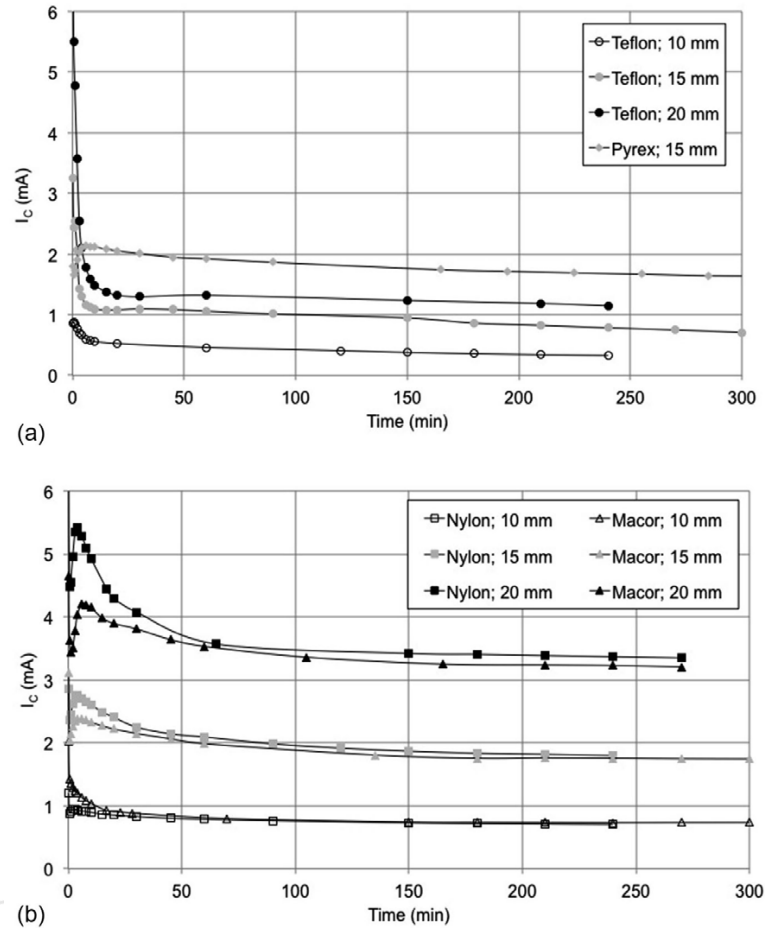 6
5
4
3
2
1
0
I_C (mA)
Teflon; 10 mm
Teflon; 15 mm
Teflon; 20 mm
Pyrex; 15 mm
0 50 100 150 200 250 300
Time (min)
(a)
6
5
4
3
2
1
0
I_C (mA)
Nylon; 10 mm Macor; 10 mm
Nylon; 15 mm Macor; 15 mm
Nylon; 20 mm Macor; 20 mm
0 50 100 150 200 250 300
Time (min)
(b)